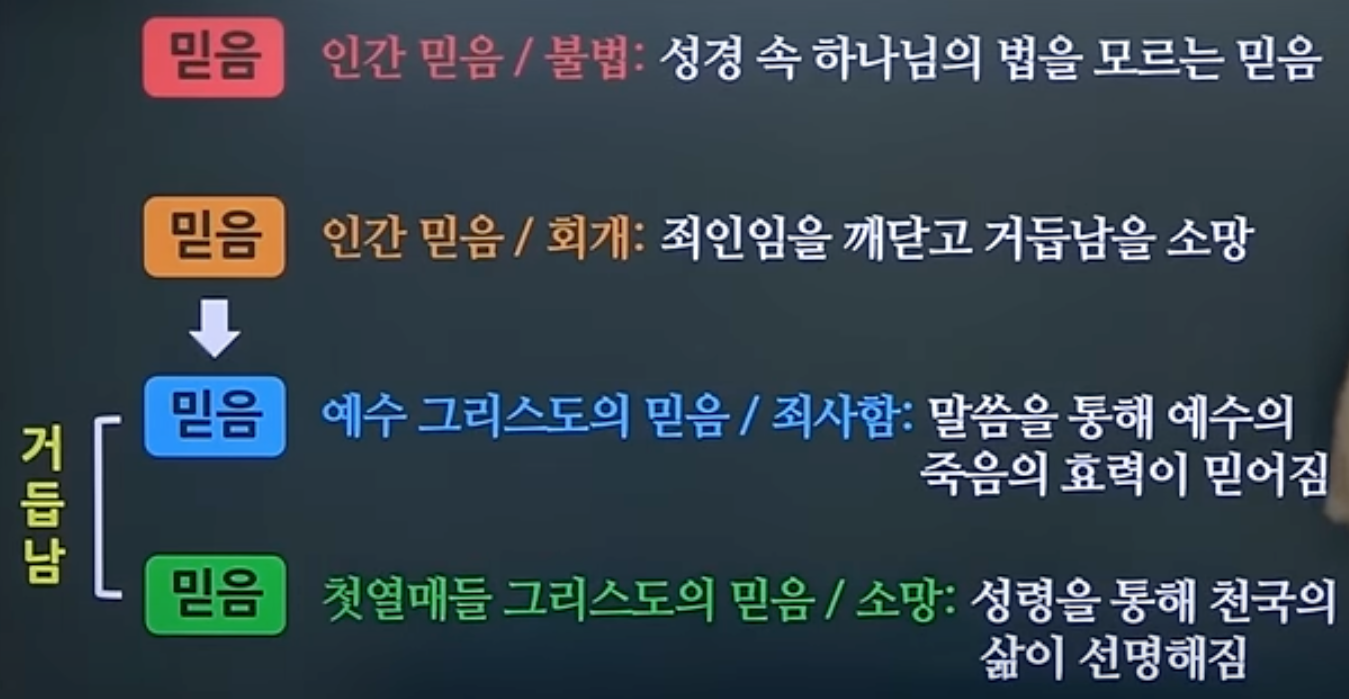 믿음 인간 믿음 / 불법: 성경 속 하나님의 법을 모르는 믿음
믿음 인간 믿음 / 회개: 죄인임을 깨닫고 거듭남을 소망
거듭남
믿음 예수 그리스도의 믿음 / 죄사함: 말씀을 통해 예수의
죽음의 효력이 믿어짐
믿음 첫열매들 그리스도의 믿음 / 소망: 성령을 통해 천국의
삶이 선명해짐